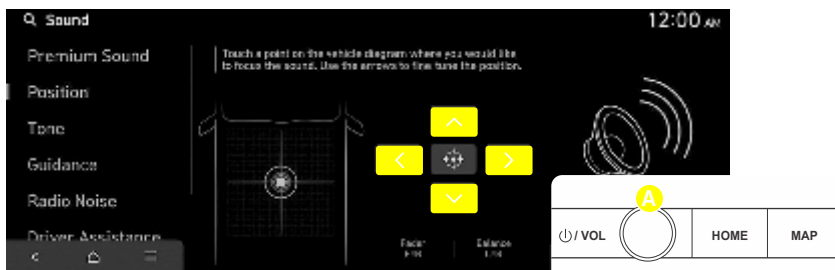 Sound
12:00 AM
Premium Sound
Touch a point on the vehicle diagram where you would like
to focus the sound. Use the arrows to fine tune the position.
Position
Tone
Guidance
Radio Noise
Driver Assistance
Fader
Balance
A
/ VOL
HOME
MAP